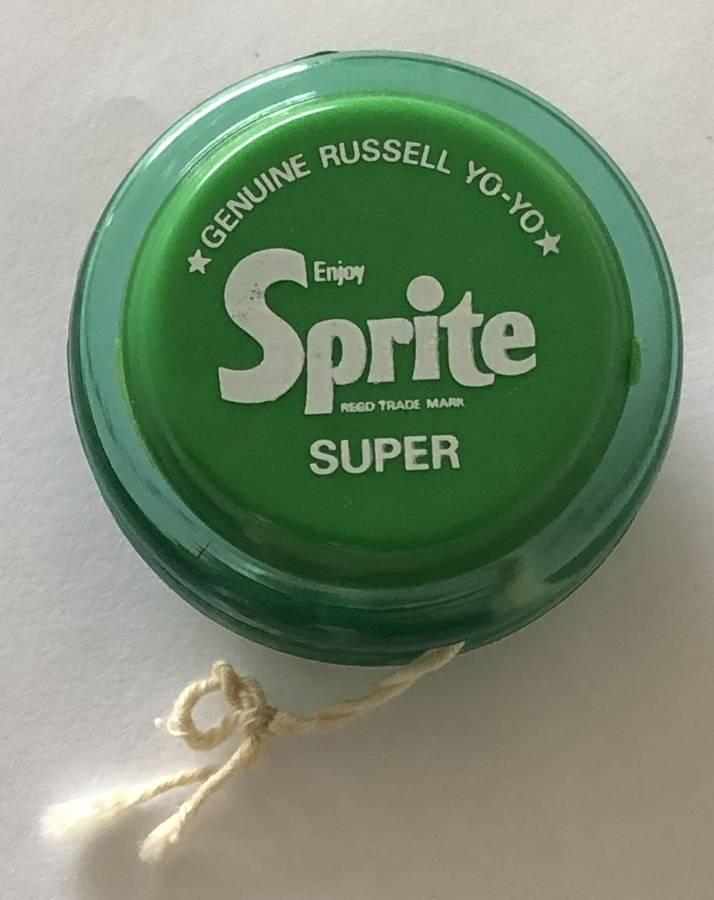 ★GENUINE RUSSELL YO-YO★
Enjoy
Sprite
REGD TRADE MARK
SUPER